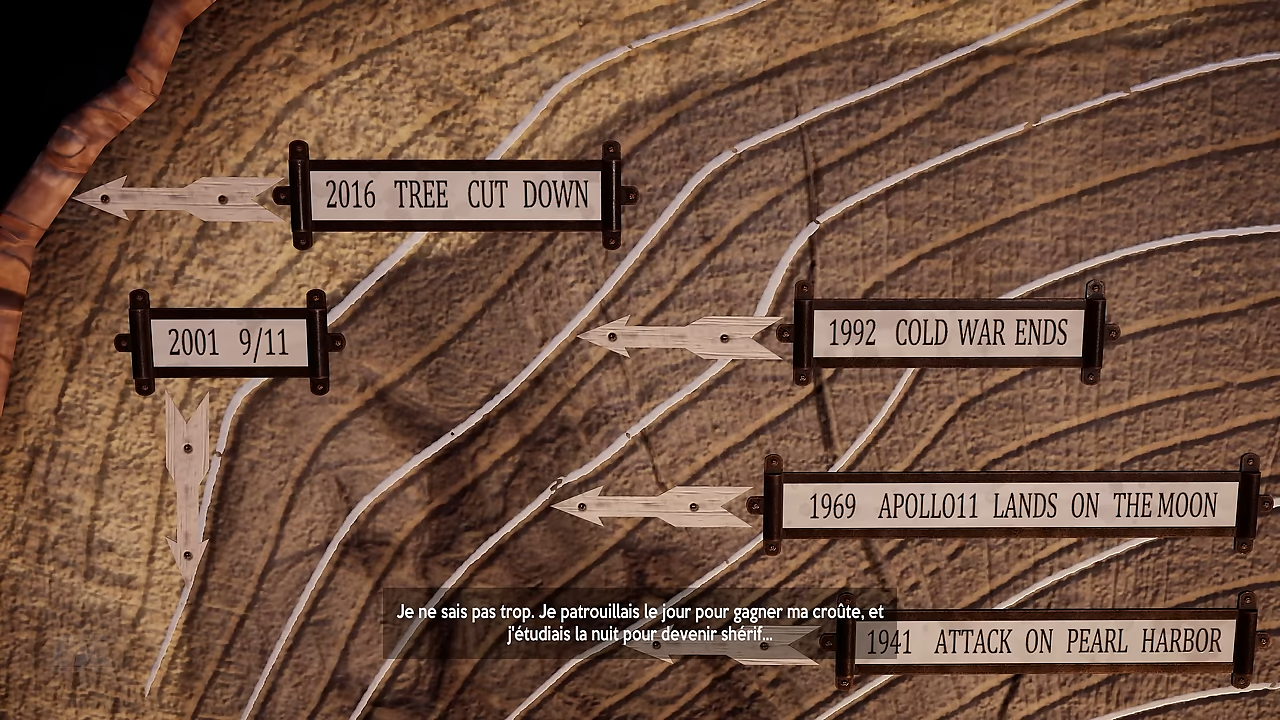 2016 TREE CUT DOWN
2001 9/11
1992 COLD WAR ENDS
1969 APOLLO11 LANDS ON THE MOON
1941 ATTACK ON PEARL HARBOR
Je ne sais pas trop. Je patrouillais le jour pour gagner ma croûte, et
j'étudiais la nuit pour devenir shérif...